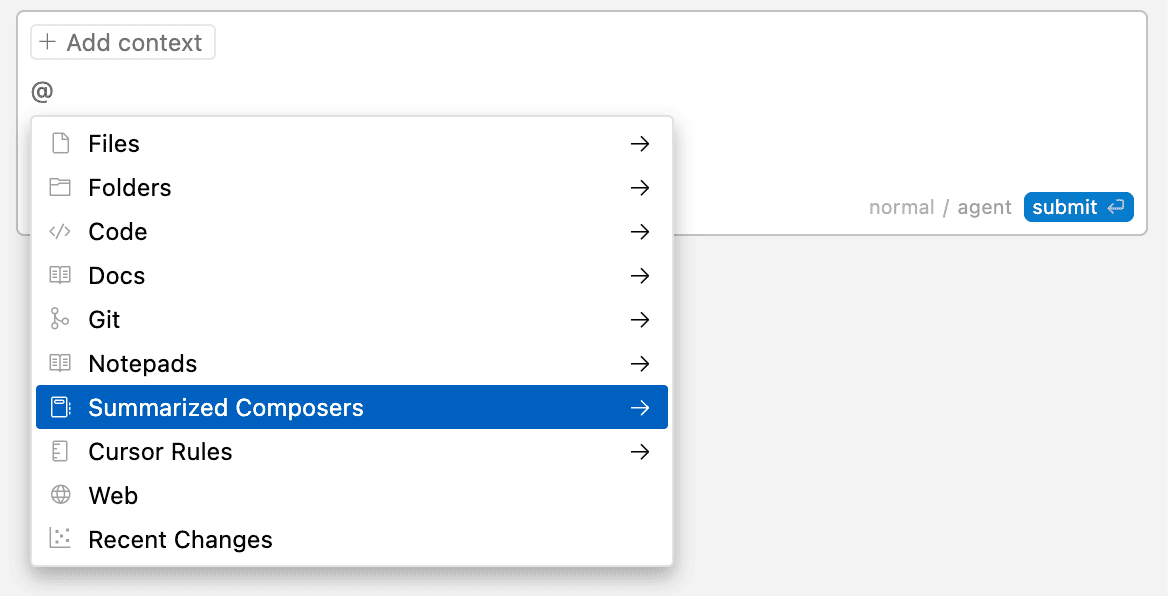 + Add context
@
Files
Folders
Code
Docs
Git
Notepads
Summarized Composers
Cursor Rules
Web
Recent Changes
normal / agent submit